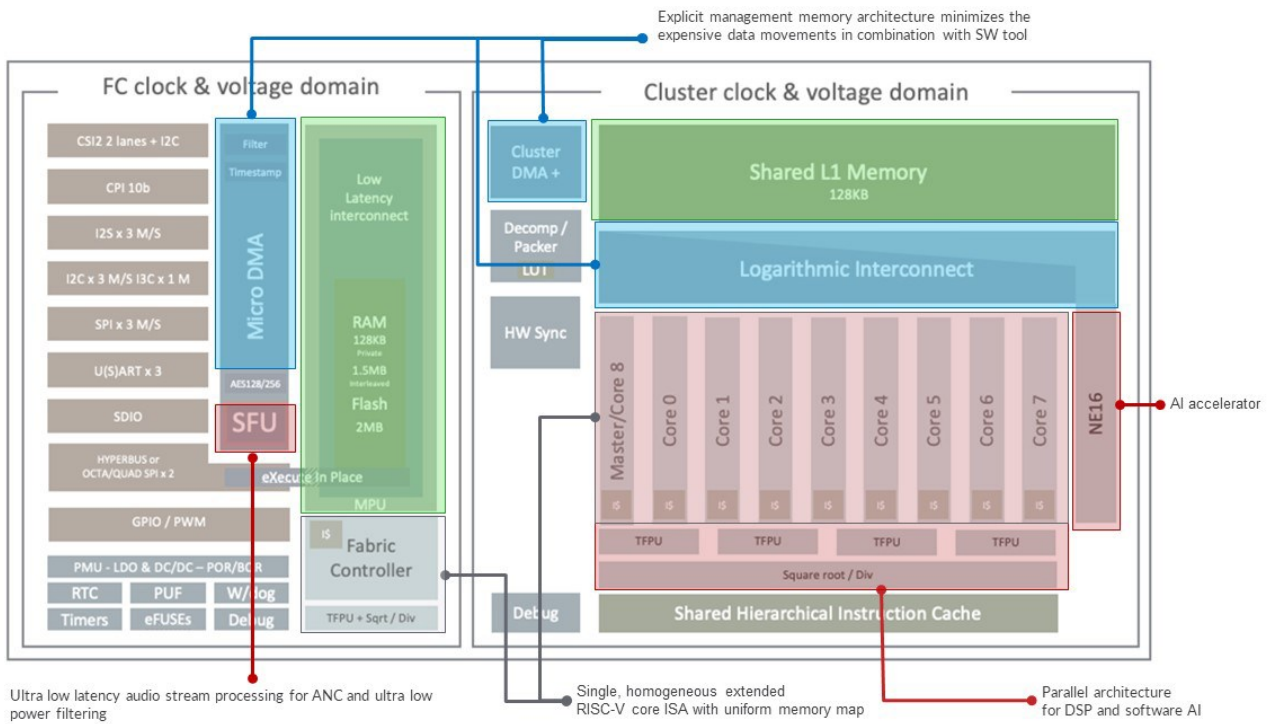 Explicit management memory architecture minimizes the
expensive data movements in combination with SW tool
FC clock & voltage domain
Cluster clock & voltage domain
CSI2 2 lanes + I2C
CPI 10b
I2S x 3 M/S
I2C x 3 M/S I3C x 1 M
SPI x 3 M/S
U(S)ART x 3
SDIO
HYPERBUS or
OCTA/QUAD SPI x 2
GPIO / PWM
PMU - LDO & DC/DC – POR/BOR
RTC
PUF
W/dog
Timers
eFUSEs
Debug
Filter
Timestamp
Micro DMA
AES128/256
SFU
eXecute In Place
Low
Latency
interconnect
RAM
128KB
Private
1.5MB
Interleaved
Flash
2MB
MPU
I$
Fabric
Controller
TFPU + Sqrt / Div
Cluster
DMA +
Decomp /
Packer
LUT
HW Sync
Debug
Shared L1 Memory
128KB
Logarithmic Interconnect
Master/Core 8
Core 0
Core 1
Core 2
Core 3
Core 4
Core 5
Core 6
Core 7
NE16
I$
I$
I$
I$
I$
I$
I$
I$
I$
TFPU
TFPU
TFPU
TFPU
Square root / Div
Shared Hierarchical Instruction Cache
AI accelerator
Ultra low latency audio stream processing for ANC and ultra low
power filtering
Single, homogeneous extended
RISC-V core ISA with uniform memory map
Parallel architecture
for DSP and software AI